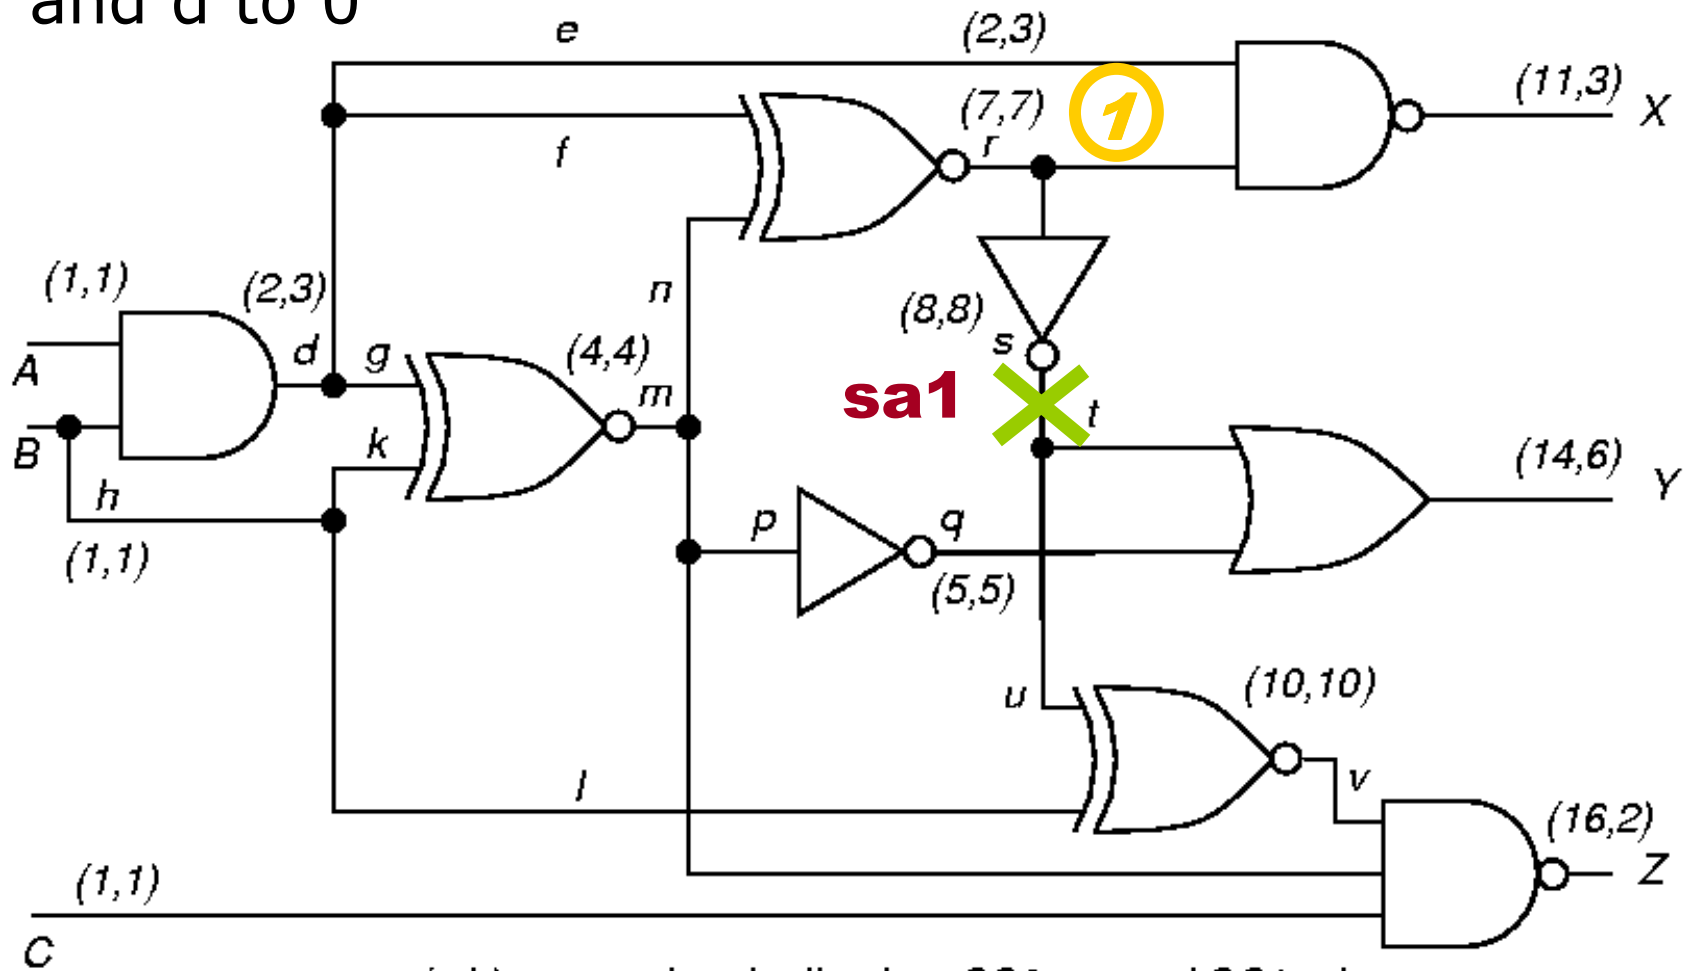 and d to 0
e
(2,3)
(11,3)
X
(7,7)
1
f
r
(1,1)
(2,3)
n
(8,8)
A
d
g
(4,4)
s
m
sa1
t
B
k
(14,6)
Y
h
p
q
(1,1)
(5,5)
u
(10,10)
l
v
(16,2)
Z
(1,1)
C